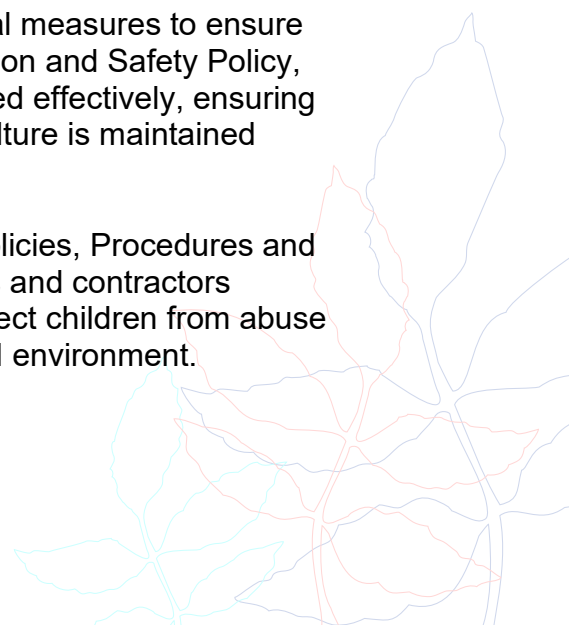 al measures to ensure
on and Safety Policy,
ed effectively, ensuring
lture is maintained
licies, Procedures and
and contractors
ect children from abuse
environment.